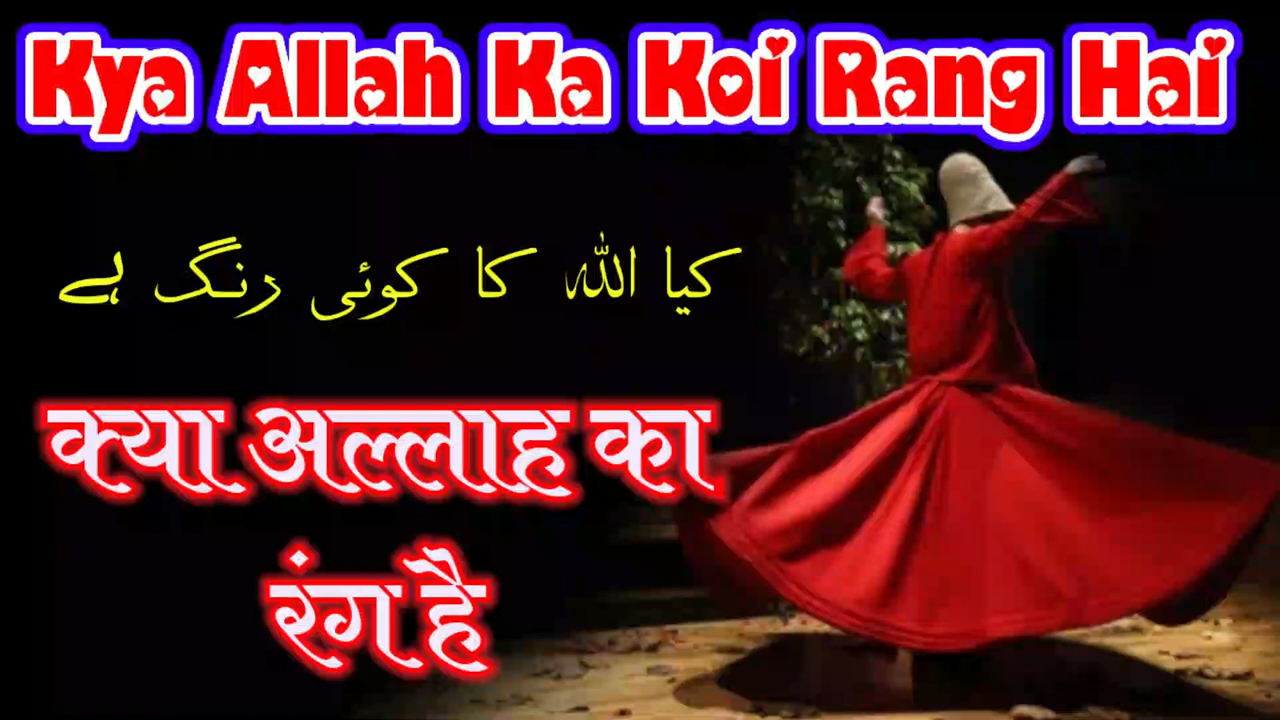 Kya Allah Ka Koi Rang Hai
کیا اللہ کا کوئی رنگ ہے
क्या अल्लाह का
रंग है